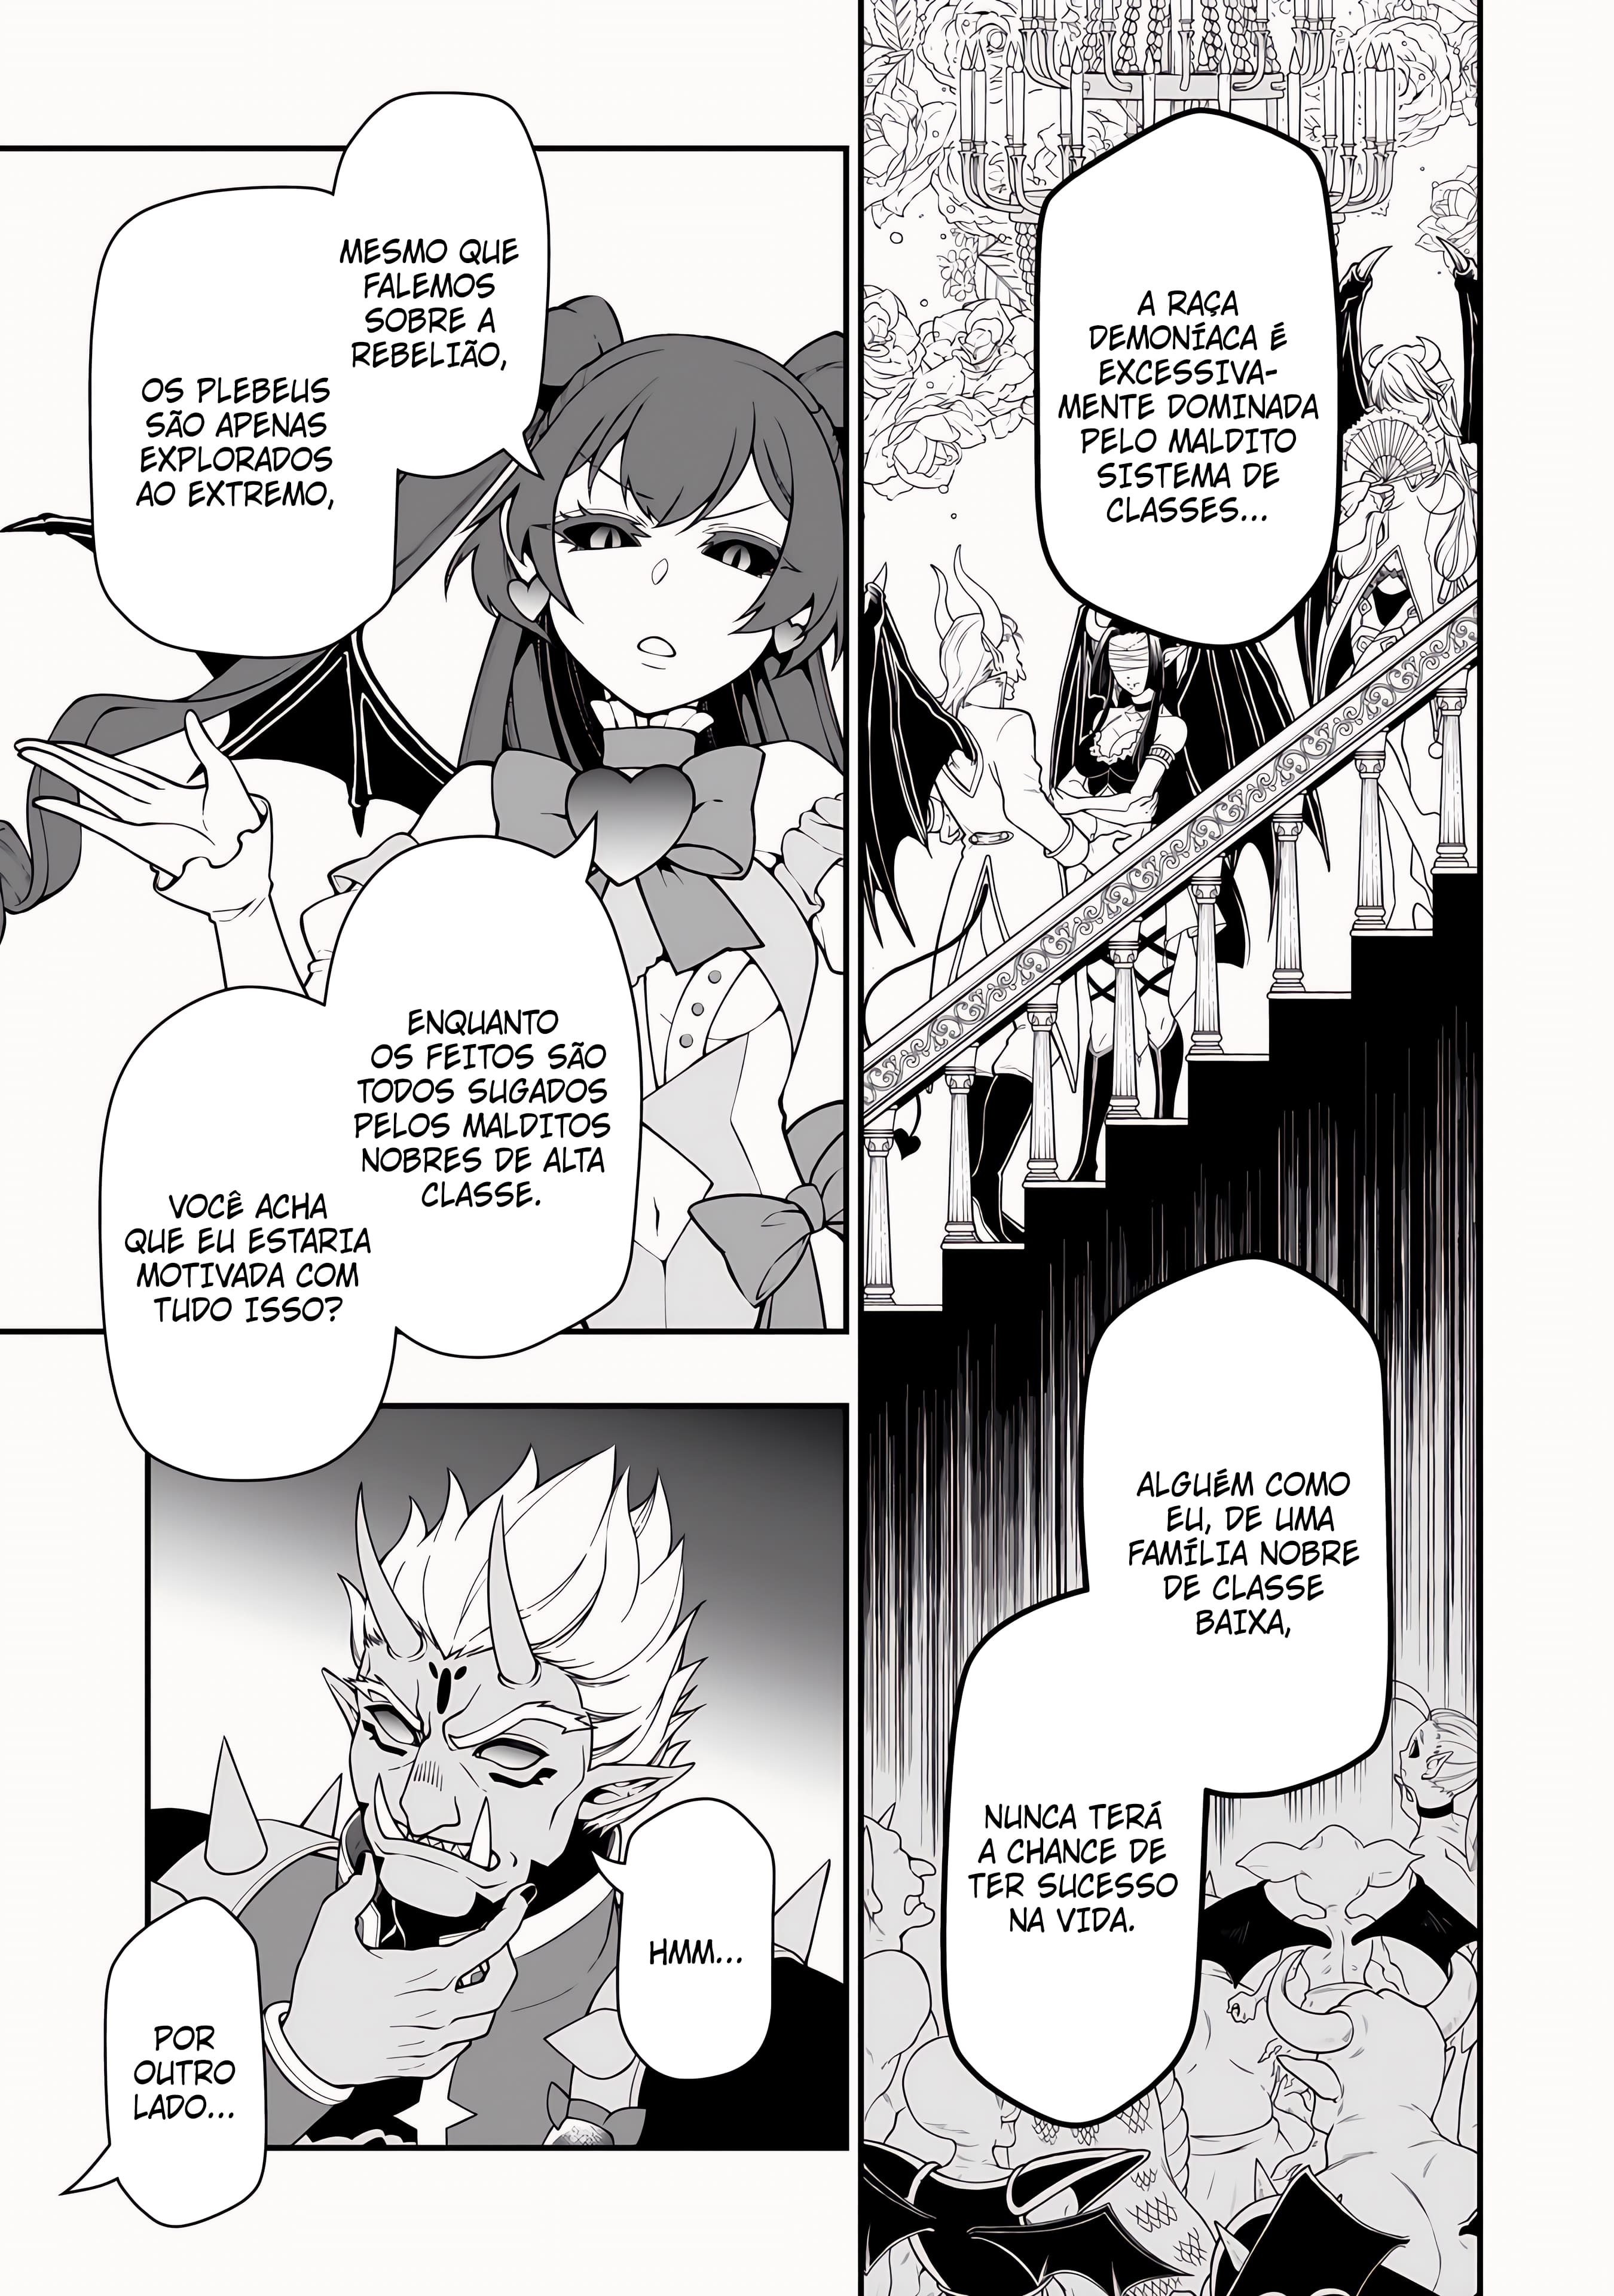 A RAÇA
DEMONÍACA É
EXCESSIVA-
MENTE DOMINADA
PELO MALDITO
SISTEMA DE
CLASSES...
ALGUÉM COMO
EU, DE UMA
FAMÍLIA NOBRE
DE CLASSE
BAIXA,
NUNCA TERÁ
A CHANCE DE
TER SUCESSO
NA VIDA.
MESMO QUE
FALEMOS
SOBRE A
REBELIÃO,
OS PLEBEUS
SÃO APENAS
EXPLORADOS
AO EXTREMO,
ENQUANTO
OS FEITOS SÃO
TODOS SUGADOS
PELOS MALDITOS
NOBRES DE ALTA
CLASSE.
VOCÊ ACHA
QUE EU ESTARIA
MOTIVADA COM
TUDO ISSO?
HMM...
POR
OUTRO
LADO...